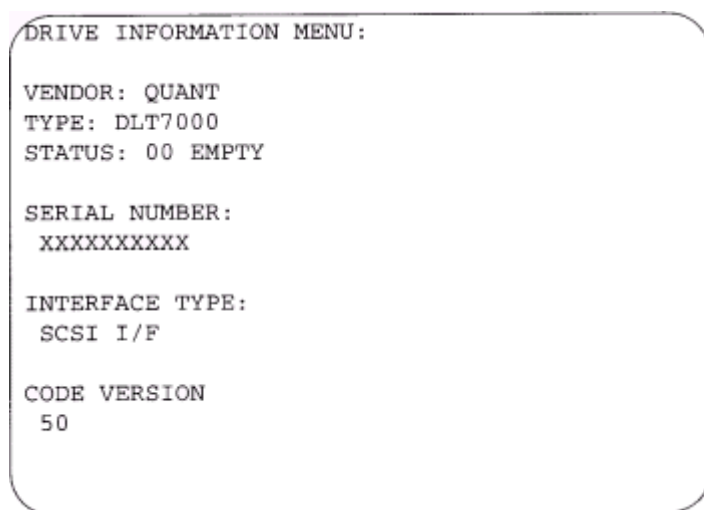 DRIVE INFORMATION MENU:
VENDOR: QUANT
TYPE: DLT7000
STATUS: 00 EMPTY
SERIAL NUMBER:
XXXXXXXXXX
INTERFACE TYPE:
SCSI I/F
CODE VERSION
50